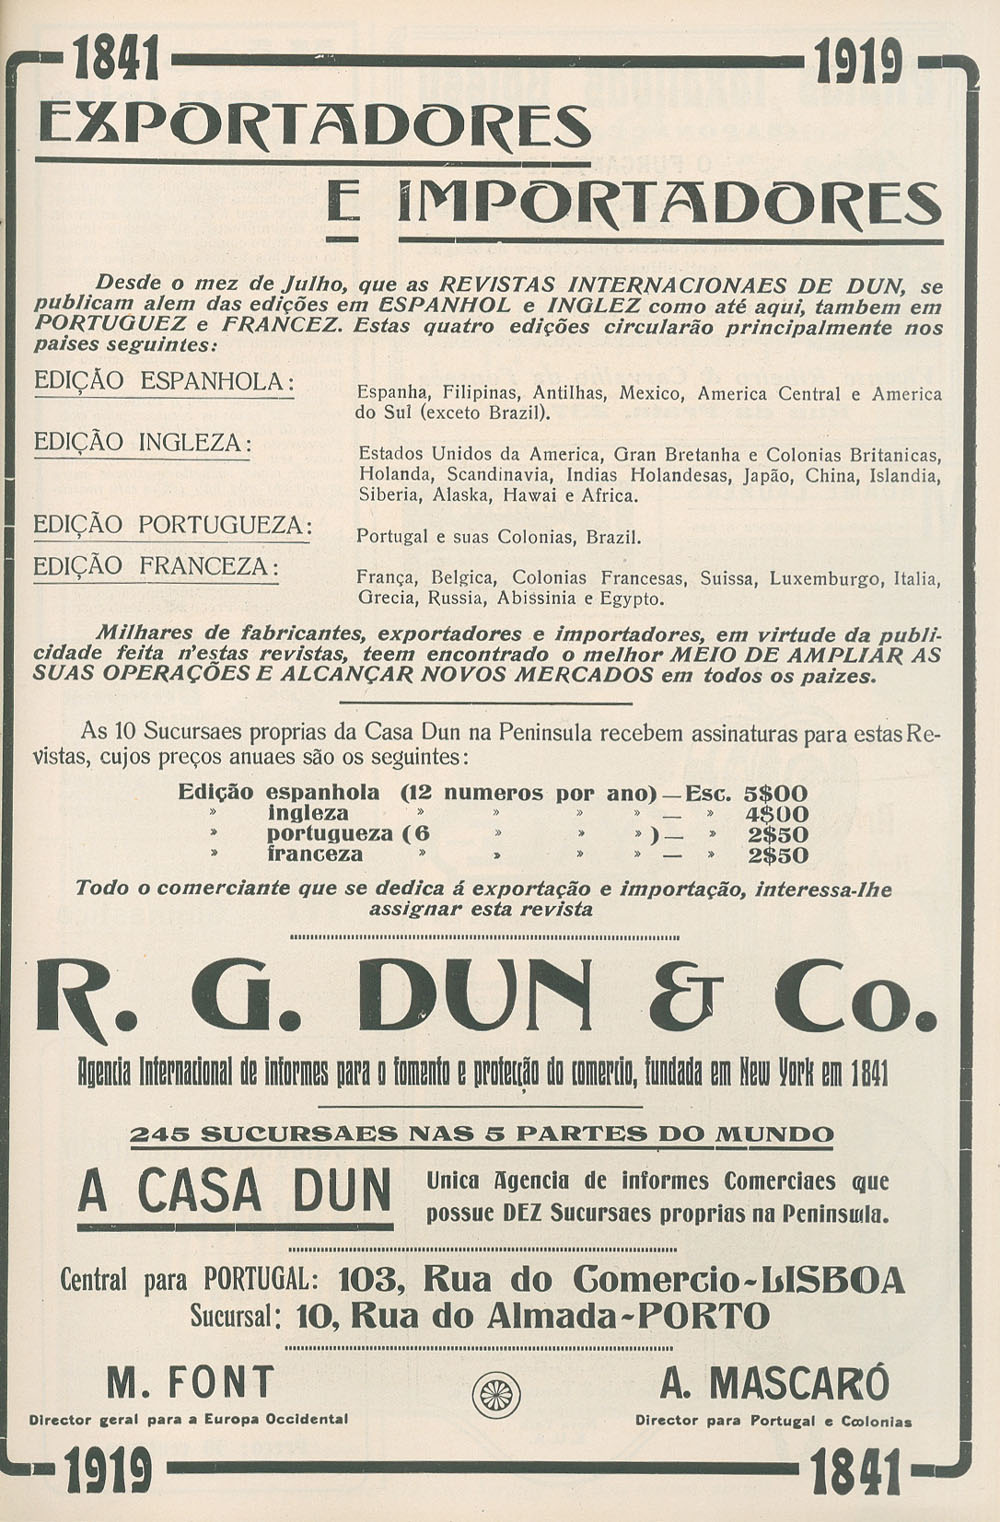 1841 1919
EXPORTADORES
E IMPORTADORES
Desde o mez de Julho, que as REVISTAS INTERNACIONAES DE DUN, se
publicam alem das edições em ESPANHOL e INGLEZ como até aqui, tambem em
PORTUGUEZ e FRANCEZ. Estas quatro edições circularão principalmente nos
paises seguintes:
EDIÇÃO ESPANHOLA:
Espanha, Filipinas, Antilhas, Mexico, America Central e America
do Sul (exceto Brazil).
EDIÇÃO INGLEZA:
Estados Unidos da America, Gran Bretanha e Colonias Britanicas,
Holanda, Scandinavia, Indias Holandesas, Japão, China, Islandia,
Siberia, Alaska, Hawai e Africa.
EDIÇÃO PORTUGUEZA:
Portugal e suas Colonias, Brazil.
EDIÇÃO FRANCEZA:
França, Belgica, Colonias Francesas, Suissa, Luxemburgo, Italia,
Grecia, Russia, Abissinia e Egypto.
Milhares de fabricantes, exportadores e importadores, em virtude da publi-
cidade feita n'estas revistas, teem encontrado o melhor MEIO DE AMPLIAR AS
SUAS OPERAÇÕES E ALCANÇAR NOVOS MERCADOS em todos os paizes.
As 10 Sucursaes proprias da Casa Dun na Peninsula recebem assinaturas para estas Re-
vistas, cujos preços anuaes são os seguintes:
Edição espanhola (12 numeros por ano) — Esc. 5$00
» ingleza » » » » — » 4$00
» portugueza (6 » » » ) — » 2$50
» franceza » » » » — » 2$50
Todo o comerciante que se dedica á exportação e importação, interessa-lhe
assignar esta revista
R. G. DUN & Co.
Agencia Internacional de informes para o fomento e protecção do comercio, fundada em New York em 1841
245 SUCURSAES NAS 5 PARTES DO MUNDO
A CASA DUN
Unica Agencia de informes Comerciaes que
possue DEZ Sucursaes proprias na Peninsula.
Central para PORTUGAL: 103, Rua do Comercio-LISBOA
Sucursal: 10, Rua do Almada-PORTO
M. FONT
Director geral para a Europa Occidental
A. MASCARÓ
Director para Portugal e Coolonias
1919 1841